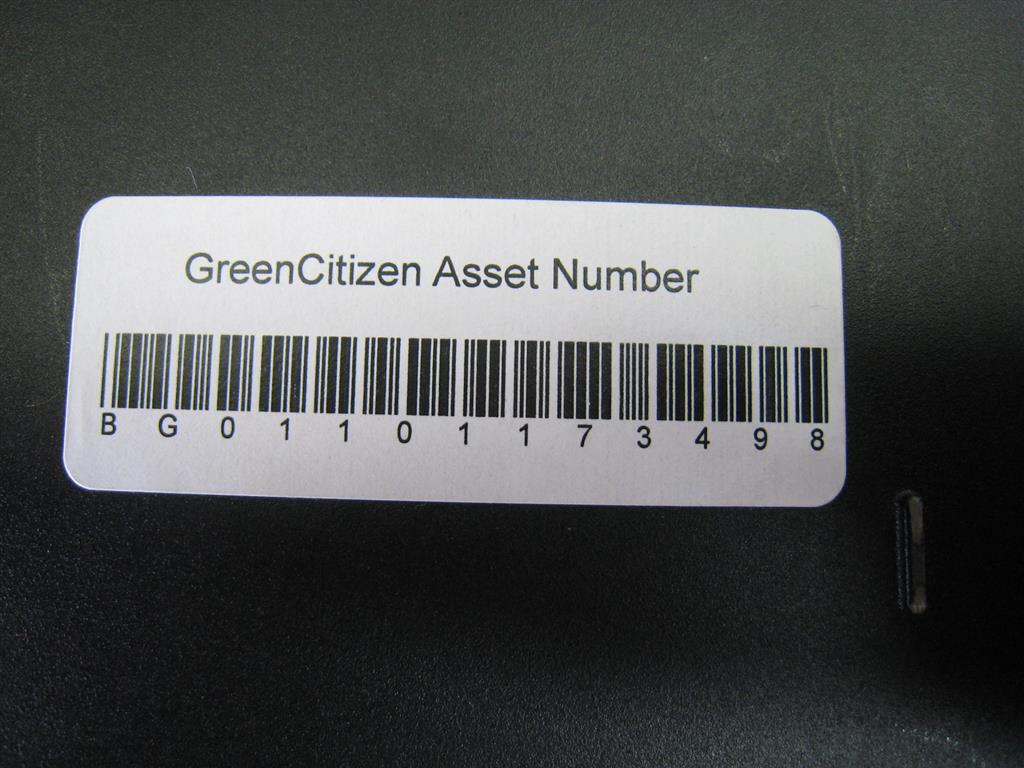 GreenCitizen Asset Number
B G 0 1 1 0 1 1 7 3 4 9 8